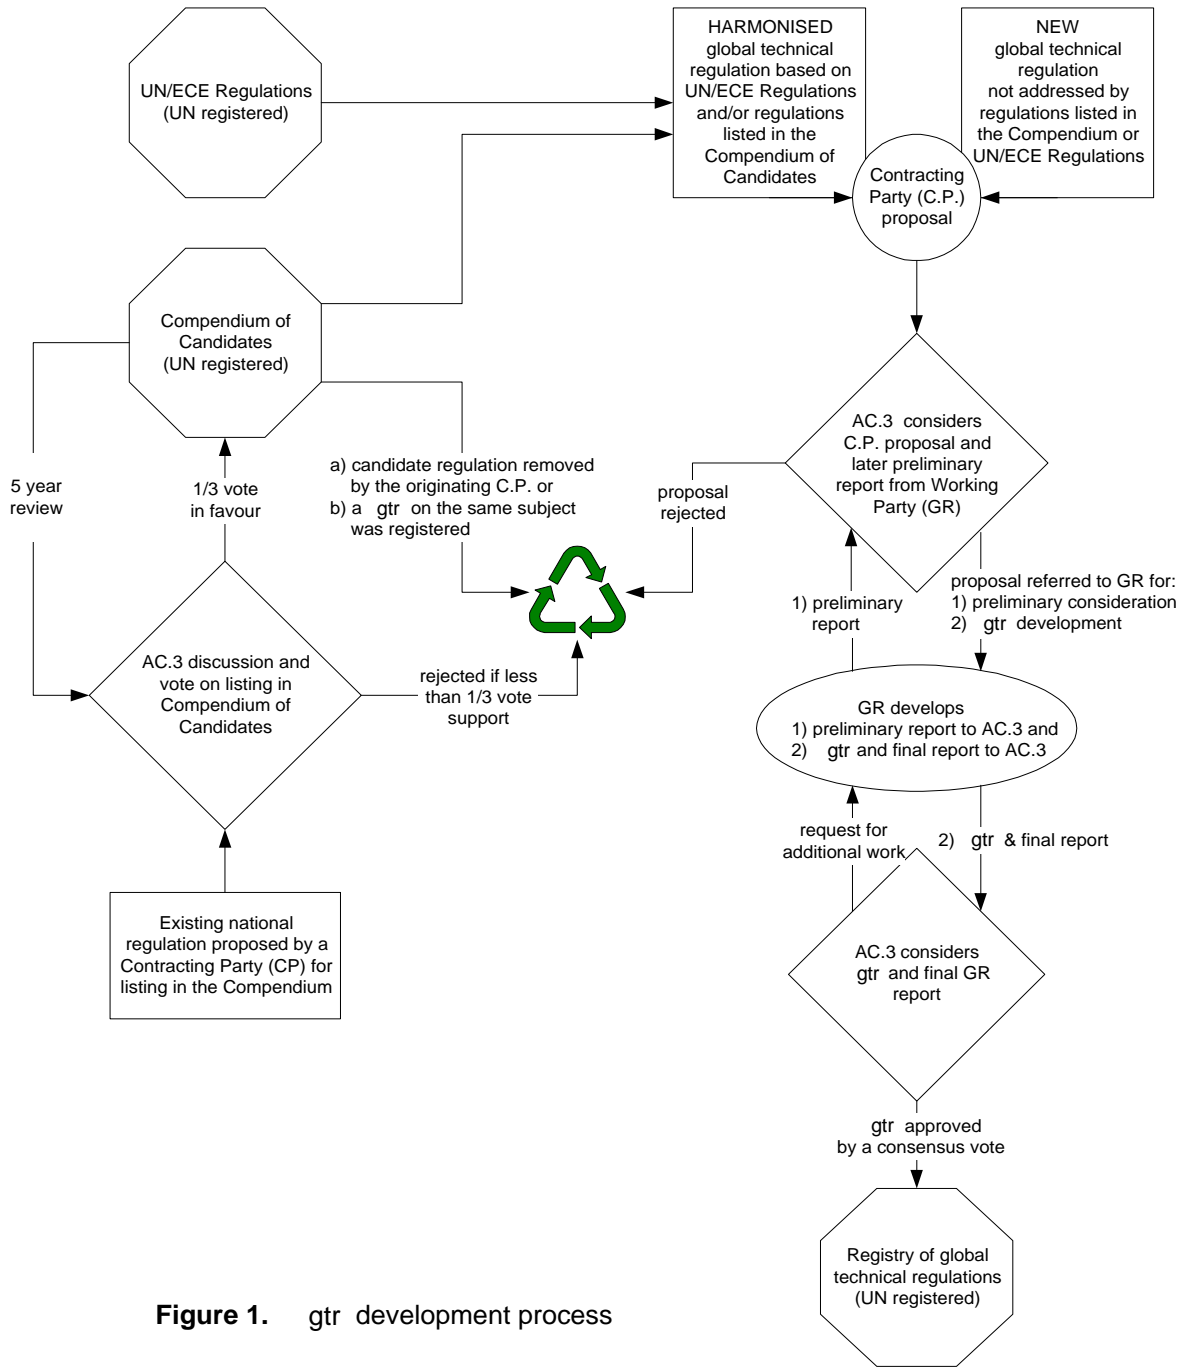 UN/ECE Regulations
(UN registered)
HARMONISED
global technical
regulation based on
UN/ECE Regulations
and/or regulations
listed in the
Compendium of
Candidates
NEW
global technical
regulation
not addressed by
regulations listed in
the Compendium or
UN/ECE Regulations
Contracting
Party (C.P.)
proposal
Compendium of
Candidates
(UN registered)
AC.3 considers
C.P. proposal and
later preliminary
report from Working
Party (GR)
5 year
review
1/3 vote
in favour
a) candidate regulation removed
by the originating C.P. or
b) a gtr on the same subject
was registered
proposal
rejected
1) preliminary
report
proposal referred to GR for:
1) preliminary consideration
2) gtr development
AC.3 discussion and
vote on listing in
Compendium of
Candidates
rejected if less
than 1/3 vote
support
GR develops
1) preliminary report to AC.3 and
2) gtr and final report to AC.3
request for
additional work
2) gtr & final report
Existing national
regulation proposed by a
Contracting Party (CP) for
listing in the Compendium
AC.3 considers
gtr and final GR
report
gtr approved
by a consensus vote
Registry of global
technical regulations
(UN registered)
Figure 1. gtr development process